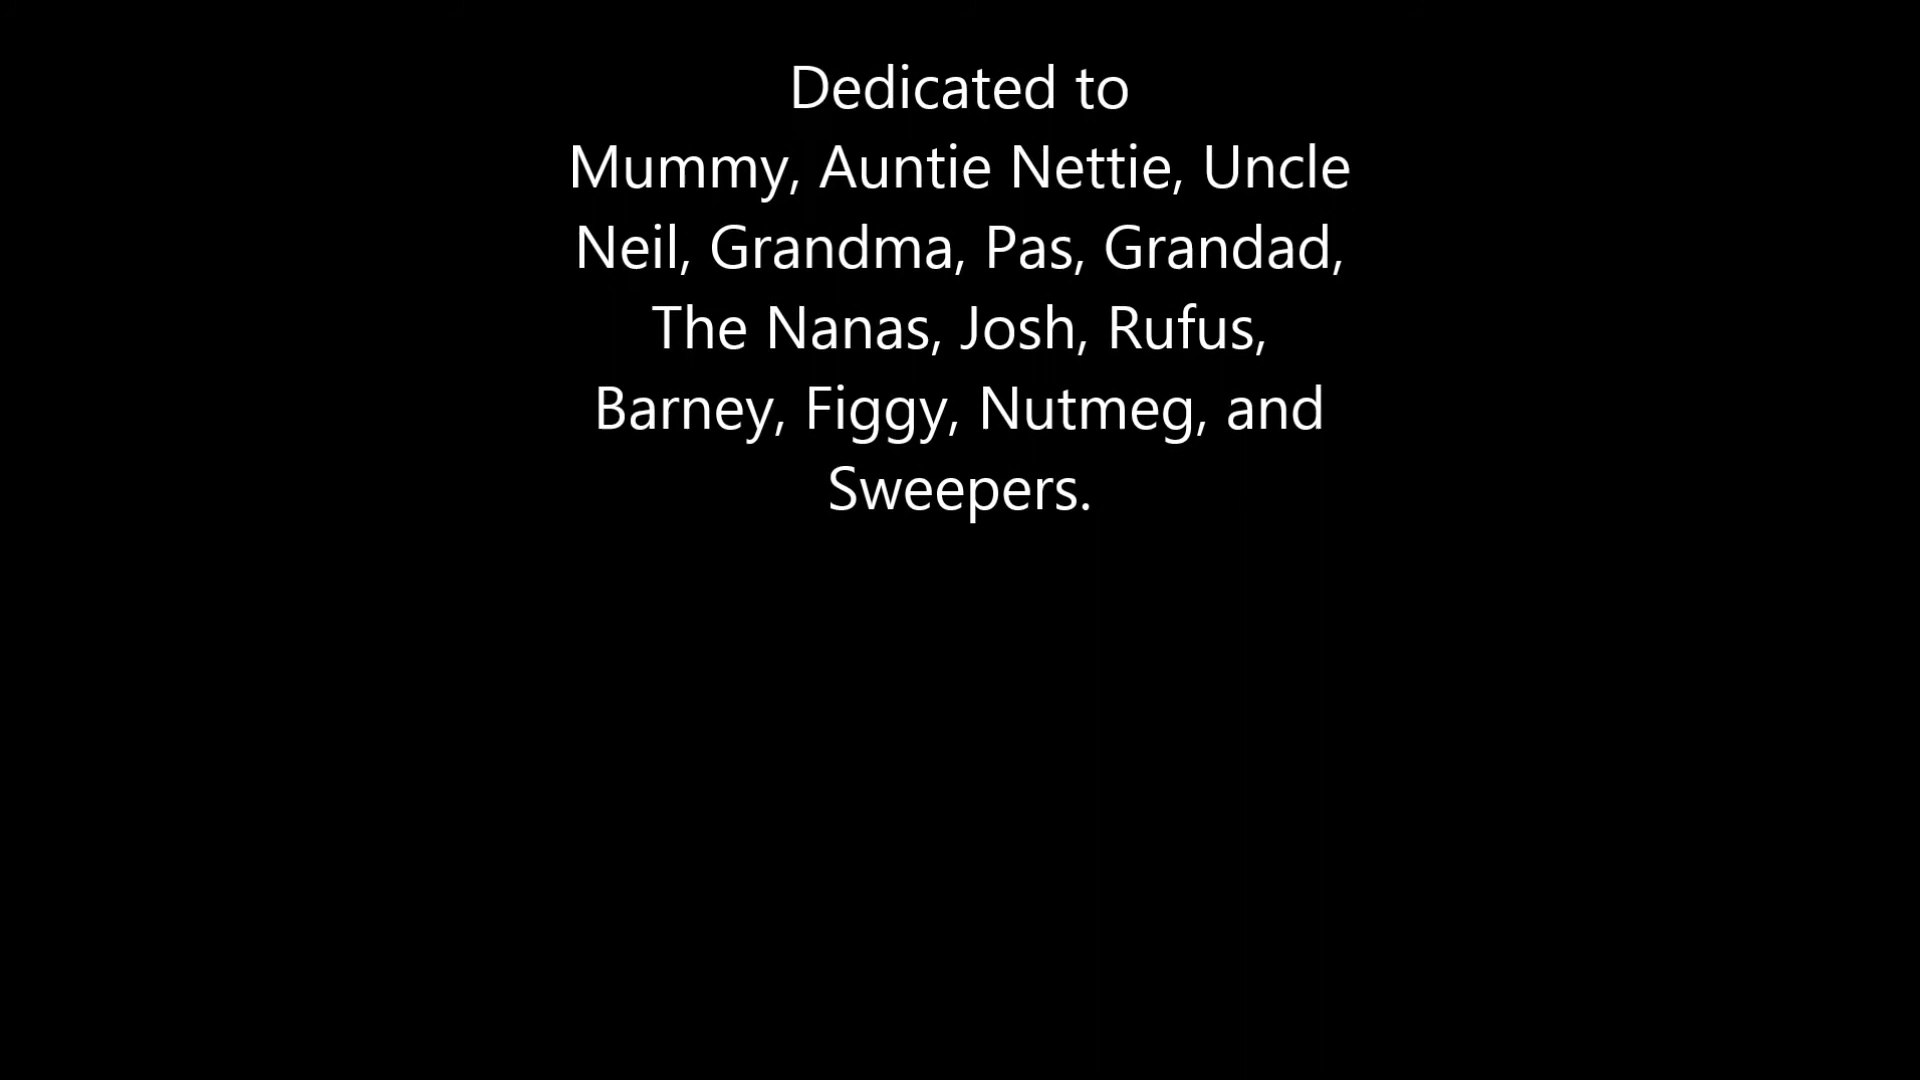 Dedicated to
Mummy, Auntie Nettie, Uncle
Neil, Grandma, Pas, Grandad,
The Nanas, Josh, Rufus,
Barney, Figgy, Nutmeg, and
Sweepers.